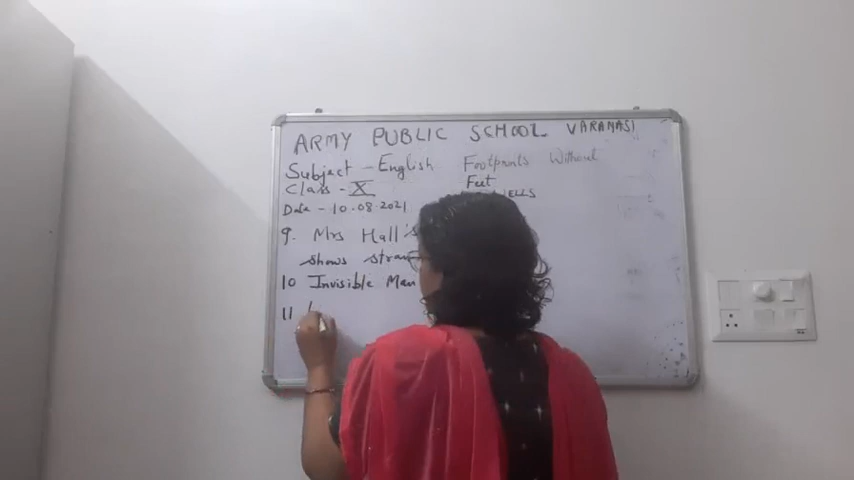 ARMY PUBLIC SCHOOL VARANASI
Subject - English Footprints Without
Class - X Feet
Date - 10.08.2021
9. Mrs Hall's
shows
10 Invisible Man
11